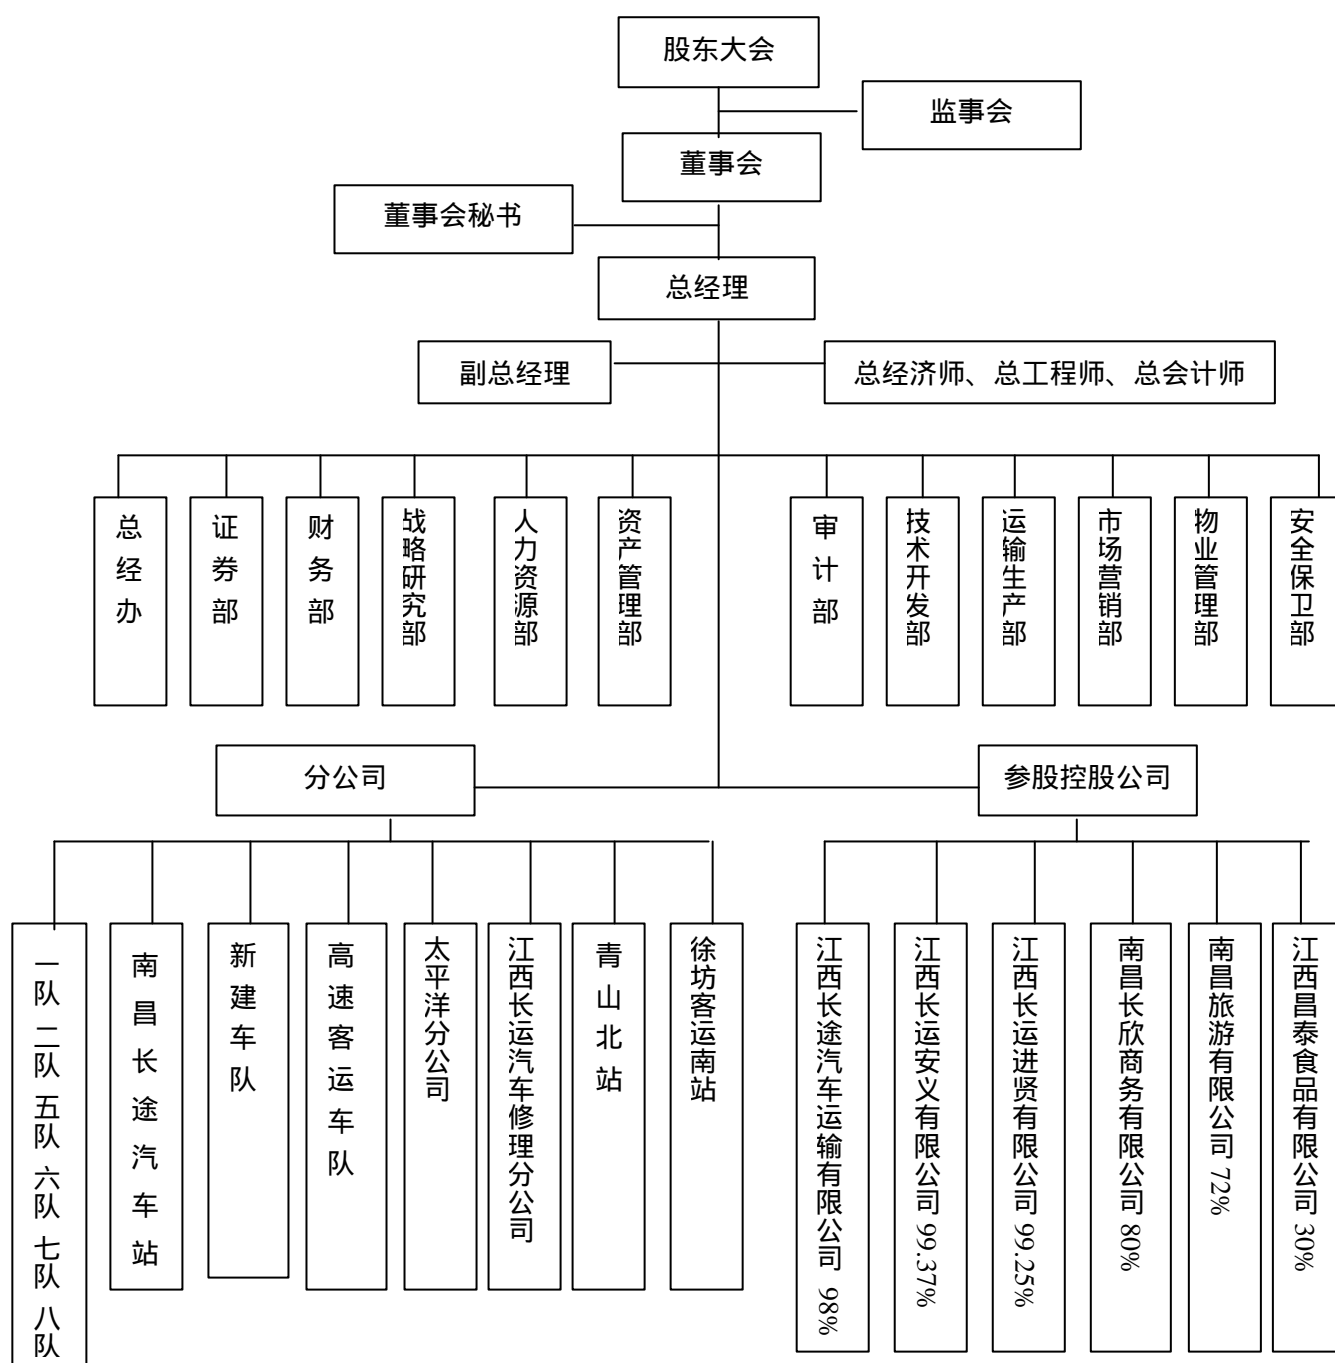 股东大会
监事会
董事会
董事会秘书
总经理
副总经理
总经济师、总工程师、总会计师
总经办
证券部
财务部
战略研究部
人力资源部
资产管理部
审计部
技术开发部
运输生产部
市场营销部
物业管理部
安全保卫部
分公司
参股控股公司
一队 二队 五队 六队 七队 八队
南昌长途汽车站
新建车队
高速客运车队
太平洋分公司
江西长运汽车修理分公司
青山北站
徐坊客运南站
江西长途汽车运输有限公司 98%
江西长运安义有限公司 99.37%
江西长运进贤有限公司 99.25%
南昌长欣商务有限公司 80%
南昌旅游有限公司 72%
江西昌泰食品有限公司 30%